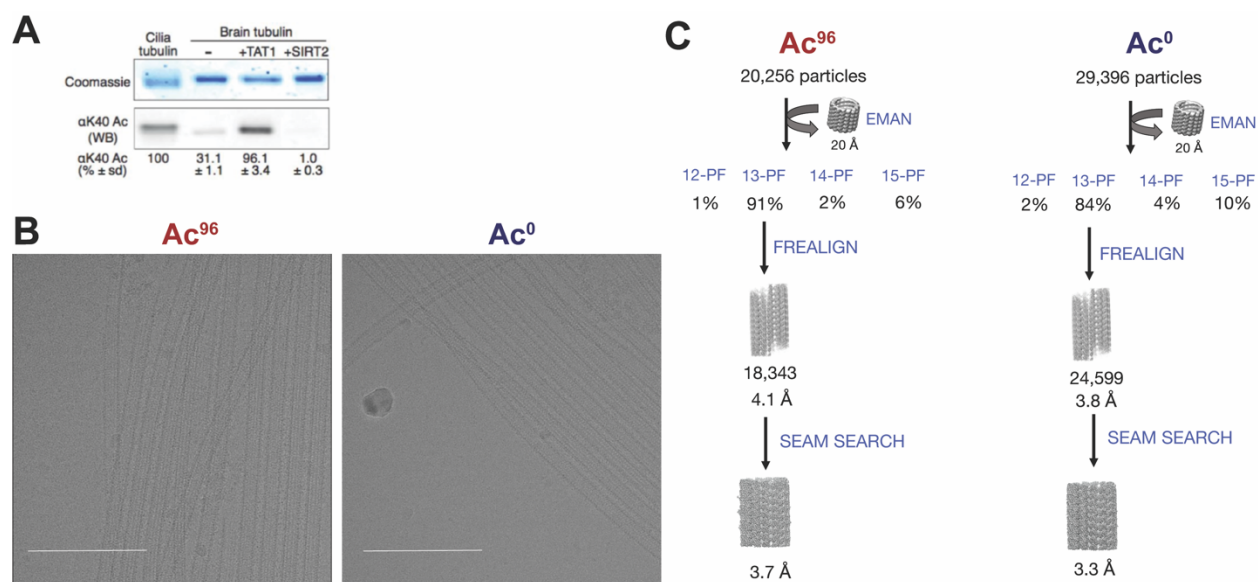 A
Cilia tubulin
Brain tubulin
– +TAT1 +SIRT2
Coomassie
αK40 Ac
(WB)
αK40 Ac 100 31.1 96.1 1.0
(% ± sd) ± 1.1 ± 3.4 ± 0.3
B
Ac96
Ac0
C
Ac96
20,256 particles
EMAN
20 Å
12-PF 13-PF 14-PF 15-PF
1% 91% 2% 6%
FREALIGN
18,343
4.1 Å
SEAM SEARCH
3.7 Å
Ac0
29,396 particles
EMAN
20 Å
12-PF 13-PF 14-PF 15-PF
2% 84% 4% 10%
FREALIGN
24,599
3.8 Å
SEAM SEARCH
3.3 Å